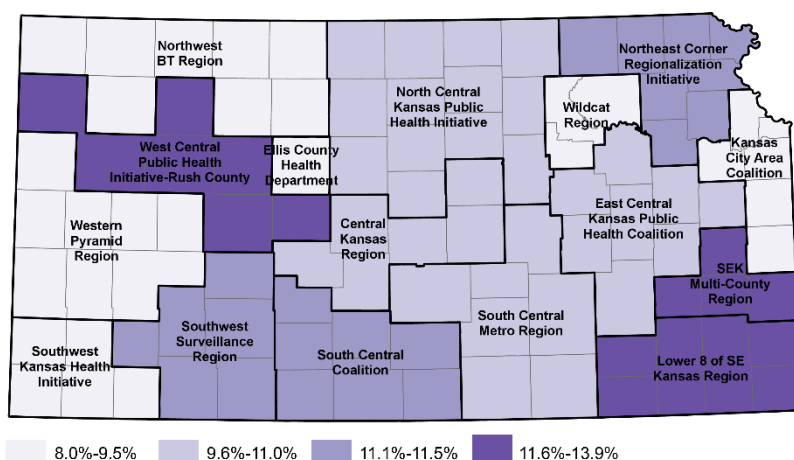 Northwest
BT Region
Northeast Corner
Regionalization
Initiative
North Central
Kansas Public
Health Initiative
Wildcat
Region
West Central
Public Health
Initiative-Rush County
Ellis County
Health
Department
Kansas
City Area
Coalition
Western
Pyramid
Region
Central
Kansas
Region
East Central
Kansas Public
Health Coalition
SEK
Multi-County
Region
Southwest
Kansas Health
Initiative
Southwest
Surveillance
Region
South Central
Coalition
South Central
Metro Region
Lower 8 of SE
Kansas Region
8.0%-9.5%
9.6%-11.0%
11.1%-11.5%
11.6%-13.9%